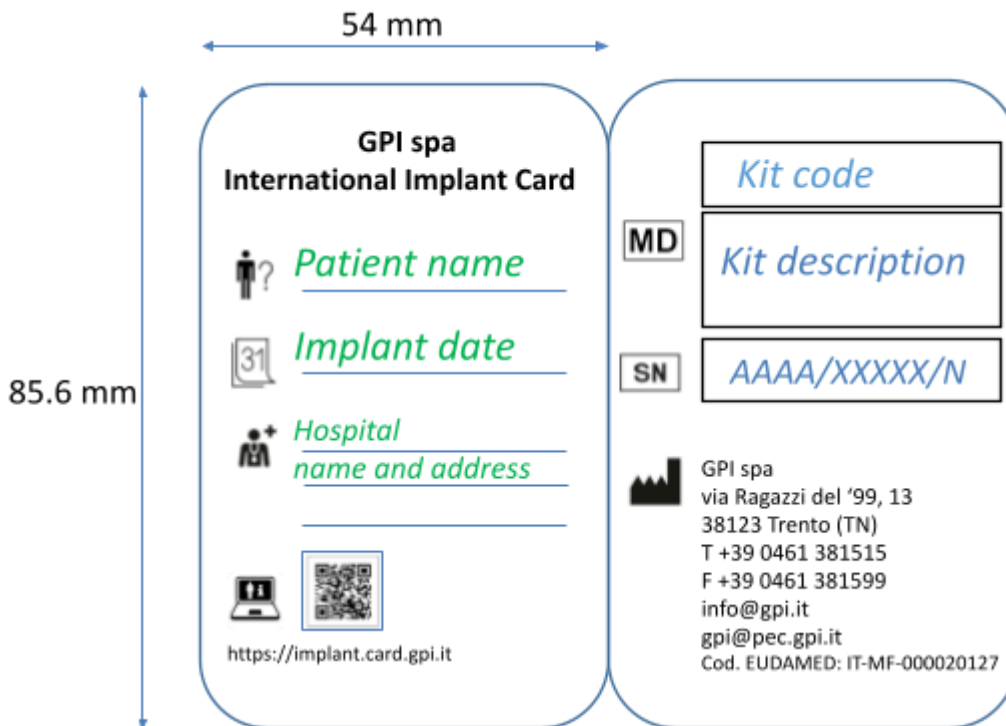 54 mm
85.6 mm
GPI spa
International Implant Card
?
Patient name
31
Implant date
Hospital
name and address
https://implant.card.gpi.it
Kit code
MD
Kit description
SN
AAAA/XXXXX/N
GPI spa
via Ragazzi del ‘99, 13
38123 Trento (TN)
T +39 0461 381515
F +39 0461 381599
info@gpi.it
gpi@pec.gpi.it
Cod. EUDAMED: IT-MF-000020127